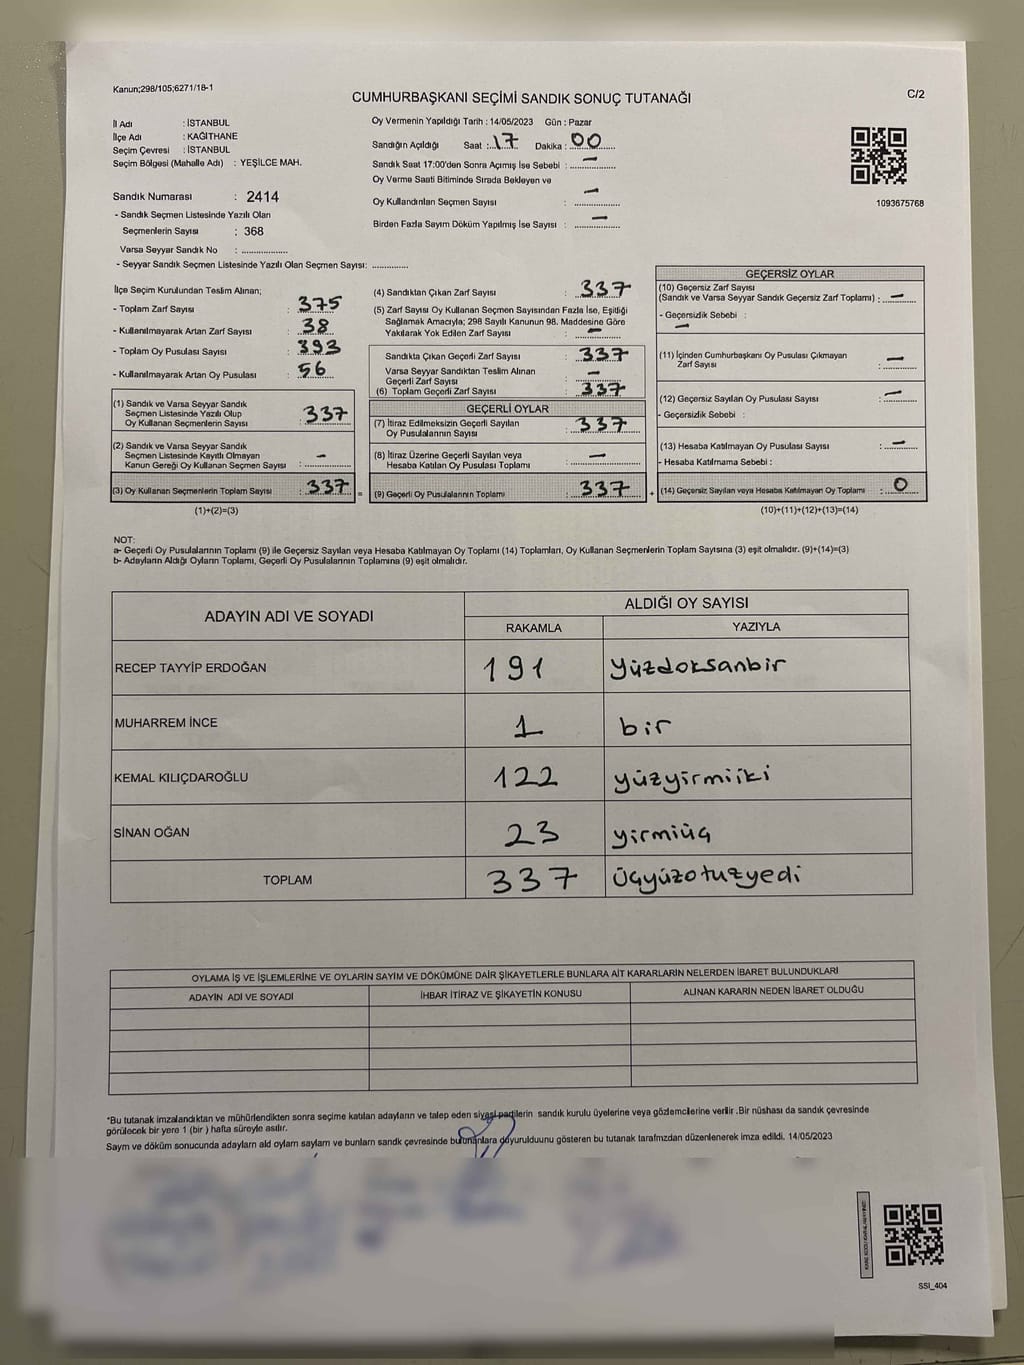 Kanun;298/105;6271/18-1
CUMHURBAŞKANI SEÇİMİ SANDIK SONUÇ TUTANAĞI
C/2
İl Adı : İSTANBUL
İlçe Adı : KAĞITHANE
Seçim Çevresi : İSTANBUL
Seçim Bölgesi (Mahalle Adı) : YEŞİLCE MAH.
Sandık Numarası : 2414
- Sandık Seçmen Listesinde Yazılı Olan
Seçmenlerin Sayısı : 368
Varsa Seyyar Sandık No : ..................
- Seyyar Sandık Seçmen Listesinde Yazılı Olan Seçmen Sayısı: ..............
Oy Vermenin Yapıldığı Tarih : 14/05/2023 Gün : Pazar
Sandığın Açıldığı Saat : 17 Dakika : 00
Sandık Saat 17:00'den Sonra Açımış İse Sebebi : —
Oy Verme Saati Bitiminde Sırada Bekleyen ve
Oy Kullandırılan Seçmen Sayısı : —
Birden Fazla Sayım Döküm Yapılmış İse Sayısı : —
1093675768
İlçe Seçim Kurulundan Teslim Alınan;
- Toplam Zarf Sayısı : 375
- Kullanılmayarak Artan Zarf Sayısı : 38
- Toplam Oy Pusulası Sayısı : 393
- Kullanılmayarak Artan Oy Pusulası : 56
(1) Sandık ve Varsa Seyyar Sandık
Seçmen Listesinde Yazılı Olup
Oy Kullanan Seçmenlerin Sayısı : 337
(2) Sandık ve Varsa Seyyar Sandık
Seçmen Listesinde Kayıtlı Olmayan
Kanun Gereği Oy Kullanan Seçmen Sayısı : —
(3) Oy Kullanan Seçmenlerin Toplam Sayısı : 337 =
(1)+(2)=(3)
(4) Sandıktan Çıkan Zarf Sayısı : 337
(5) Zarf Sayısı Oy Kullanan Seçmen Sayısından Fazla İse, Eşitliği
Sağlamak Amacıyla; 298 Sayılı Kanunun 98. Maddesine Göre
Yakılarak Yok Edilen Zarf Sayısı : —
Sandıkta Çıkan Geçerli Zarf Sayısı : 337
Varsa Seyyar Sandıktan Teslim Alınan
Geçerli Zarf Sayısı : —
(6) Toplam Geçerli Zarf Sayısı : 337
GEÇERLİ OYLAR
(7) İtiraz Edilmeksizin Geçerli Sayılan
Oy Pusulalarının Sayısı : 337
(8) İtiraz Üzerine Geçerli Sayılan veya
Hesaba Katılan Oy Pusulası Toplamı : —
(9) Geçerli Oy Pusulalarının Toplamı : 337 +
GEÇERSİZ OYLAR
(10) Geçersiz Zarf Sayısı
(Sandık ve Varsa Seyyar Sandık Geçersiz Zarf Toplamı) : —
- Geçersizlik Sebebi :
—
(11) İçinden Cumhurbaşkanı Oy Pusulası Çıkmayan
Zarf Sayısı : —
(12) Geçersiz Sayılan Oy Pusulası Sayısı : —
- Geçersizlik Sebebi :
(13) Hesaba Katılmayan Oy Pusulası Sayısı : —
- Hesaba Katılmama Sebebi :
(14) Geçersiz Sayılan veya Hesaba Katılmayan Oy Toplamı : 0
(10)+(11)+(12)+(13)=(14)
NOT:
a- Geçerli Oy Pusulalarının Toplamı (9) ile Geçersiz Sayılan veya Hesaba Katılmayan Oy Toplamı (14) Toplamları, Oy Kullanan Seçmenlerin Toplam Sayısına (3) eşit olmalıdır. (9)+(14)=(3)
b- Adayların Aldığı Oyların Toplamı, Geçerli Oy Pusulalarının Toplamına (9) eşit olmalıdır.
ADAYIN ADI VE SOYADI ALDIĞI OY SAYISI
RAKAMLA YAZIYLA
RECEP TAYYİP ERDOĞAN 191 yüzdoksanbir
MUHARREM İNCE 1 bir
KEMAL KILIÇDAROĞLU 122 yüzyirmiiki
SİNAN OĞAN 23 yirmiüç
TOPLAM 337 üçyüzotuzyedi
OYLAMA İŞ VE İŞLEMLERİNE VE OYLARIN SAYIM VE DÖKÜMÜNE DAİR ŞİKAYETLERLE BUNLARA AİT KARARLARIN NELERDEN İBARET BULUNDUKLARI
ADAYIN ADI VE SOYADI İHBAR İTİRAZ VE ŞİKAYETİN KONUSU ALINAN KARARIN NEDEN İBARET OLDUĞU
*Bu tutanak imzalandıktan ve mühürlendikten sonra seçime katılan adayların ve talep eden siyasi partilerin sandık kurulu üyelerine veya gözlemcilerine verilir .Bir nüshası da sandık çevresinde
görülecek bir yere 1 (bir ) hafta süreyle asılır.
Sayım ve döküm sonucunda adayların ald oylarn sayların ve bunların sandk çevresinde bulunanlara duyurulduunu gösteren bu tutanak tarafmzdan düzenlenerek imza edildi. 14/05/2023
SSI_404